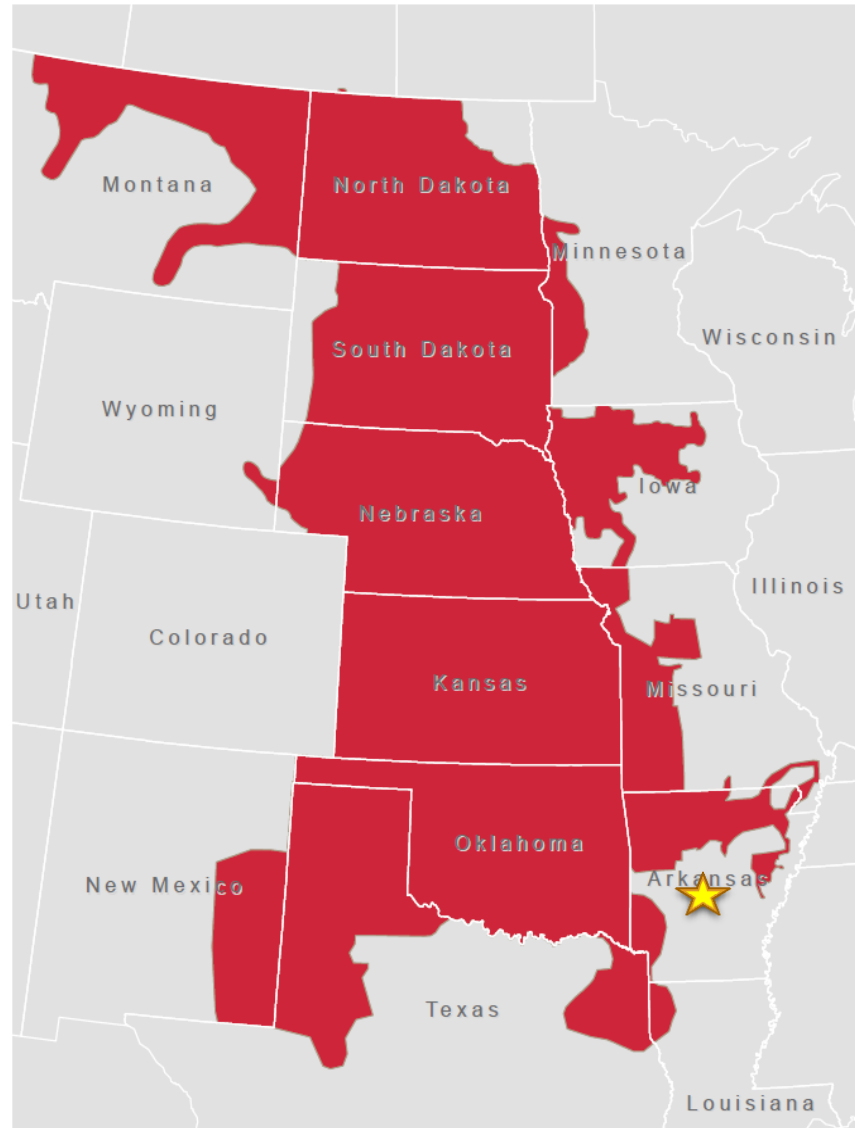 Montana
North Dakota
Minnesota
Wisconsin
South Dakota
Wyoming
Iowa
Nebraska
Illinois
Utah
Colorado
Kansas
Missouri
Oklahoma
Arkansas
New Mexico
Texas
Louisiana